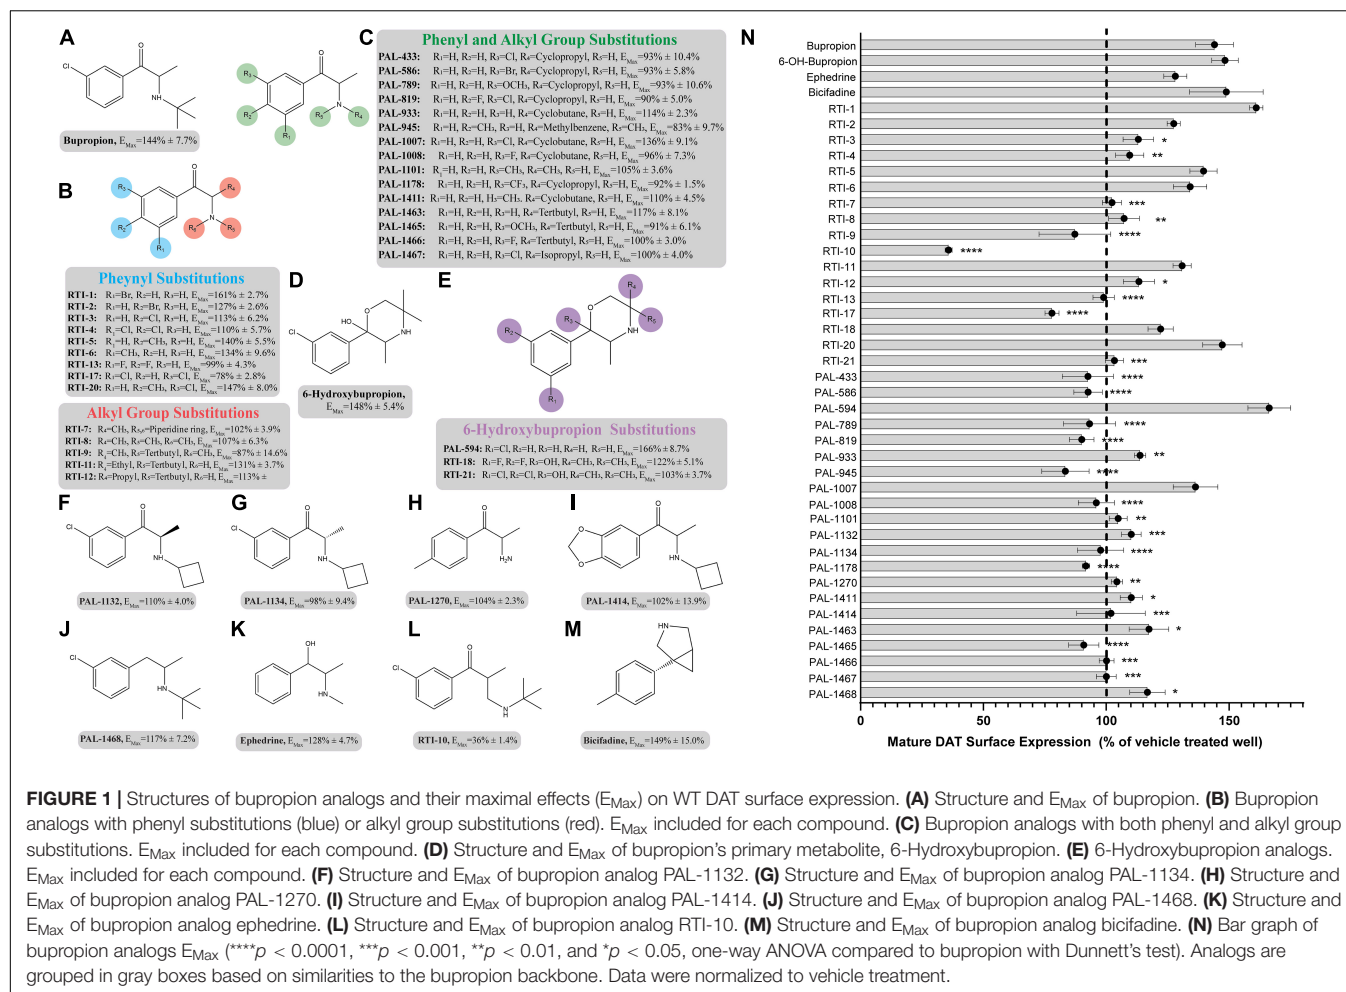 A
Cl
O
HN
Bupropion, EMax=144% ± 7.7%
O
R3
R2
R1
N
R5
R4
B
O
R3
R4
R2
N
R6
R5
R1
Pheynyl Substitutions
RTI-1: R1=Br, R2=H, R3=H, EMax=161% ± 2.7%
RTI-2: R1=H, R2=Br, R3=H, EMax=127% ± 2.6%
RTI-3: R1=H, R2=Cl, R3=H, EMax=113% ± 6.2%
RTI-4: R1=Cl, R2=Cl, R3=H, EMax=110% ± 5.7%
RTI-5: R1=H, R2=CH3, R3=H, EMax=140% ± 5.5%
RTI-6: R1=CH3, R2=H, R3=H, EMax=134% ± 9.6%
RTI-13: R1=F, R2=F, R3=H, EMax=99% ± 4.3%
RTI-17: R1=Cl, R2=H, R3=Cl, EMax=78% ± 2.8%
RTI-20: R1=H, R2=CH3, R3=Cl, EMax=147% ± 8.0%
Alkyl Group Substitutions
RTI-7: R4=CH3, R5,6=Piperidine ring, EMax=102% ± 3.9%
RTI-8: R4=CH3, R5=CH3, R6=CH3, EMax=107% ± 6.3%
RTI-9: R4=CH3, R5=Tertbutyl, R6=CH3, EMax=87% ± 14.6%
RTI-11: R4=Ethyl, R5=Tertbutyl, R6=H, EMax=131% ± 3.7%
RTI-12: R4=Propyl, R5=Tertbutyl, R6=H, EMax=113% ±
C
Phenyl and Alkyl Group Substitutions
PAL-433: R1=H, R2=H, R3=Cl, R4=Cyclopropyl, R5=H, EMax=93% ± 10.4%
PAL-586: R1=H, R2=H, R3=Br, R4=Cyclopropyl, R5=H, EMax=93% ± 5.8%
PAL-789: R1=H, R2=H, R3=OCH3, R4=Cyclopropyl, R5=H, EMax=93% ± 10.6%
PAL-819: R1=H, R2=F, R3=Cl, R4=Cyclopropyl, R5=H, EMax=90% ± 5.0%
PAL-933: R1=H, R2=H, R3=H, R4=Cyclobutane, R5=H, EMax=114% ± 2.3%
PAL-945: R1=H, R2=CH3, R3=H, R4=Methylbenzene, R5=CH3, EMax=83% ± 9.7%
PAL-1007: R1=H, R2=H, R3=Cl, R4=Cyclobutane, R5=H, EMax=136% ± 9.1%
PAL-1008: R1=H, R2=H, R3=F, R4=Cyclobutane, R5=H, EMax=96% ± 7.3%
PAL-1101: R1=H, R2=H, R3=CH3, R4=CH3, R5=H, EMax=105% ± 3.6%
PAL-1178: R1=H, R2=H, R3=CF3, R4=Cyclopropyl, R5=H, EMax=92% ± 1.5%
PAL-1411: R1=H, R2=H, H3=CH3, R4=Cyclobutane, R5=H, EMax=110% ± 4.5%
PAL-1463: R1=H, R2=H, R3=H, R4=Tertbutyl, R5=H, EMax=117% ± 8.1%
PAL-1465: R1=H, R2=H, R3=OCH3, R4=Tertbutyl, R5=H, EMax=91% ± 6.1%
PAL-1466: R1=H, R2=H, R3=F, R4=Tertbutyl, R5=H, EMax=100% ± 3.0%
PAL-1467: R1=H, R2=H, R3=Cl, R4=Isopropyl, R5=H, EMax=100% ± 4.0%
D
O
OH
Cl
NH
6-Hydroxybupropion,
EMax=148% ± 5.4%
E
R4
O
R3
R5
R2
NH
R1
6-Hydroxybupropion Substitutions
PAL-594: R1=Cl, R2=H, R3=H, R4=H, R5=H, EMax=166% ± 8.7%
RTI-18: R1=F, R2=F, R3=OH, R4=CH3, R5=CH3, EMax=122% ± 5.1%
RTI-21: R1=Cl, R2=Cl, R3=OH, R4=CH3, R5=CH3, EMax=103% ± 3.7%
F
O
Cl
HN
PAL-1132, EMax=110% ± 4.0%
G
O
Cl
HN
PAL-1134, EMax=98% ± 9.4%
H
O
NH2
PAL-1270, EMax=104% ± 2.3%
I
O
O
O
HN
PAL-1414, EMax=102% ± 13.9%
J
Cl
HN
PAL-1468, EMax=117% ± 7.2%
K
OH
HN
Ephedrine, EMax=128% ± 4.7%
L
O
Cl
N
H
RTI-10, EMax=36% ± 1.4%
M
HN
Bicifadine, EMax=149% ± 15.0%
N
Bupropion
6-OH-Bupropion
Ephedrine
Bicifadine
RTI-1
RTI-2
RTI-3 *
RTI-4 **
RTI-5
RTI-6
RTI-7 ***
RTI-8 **
RTI-9 ****
RTI-10 ****
RTI-11
RTI-12 *
RTI-13 ****
RTI-17 ****
RTI-18
RTI-20
RTI-21 ***
PAL-433 ****
PAL-586 ****
PAL-594
PAL-789 ****
PAL-819 ****
PAL-933 **
PAL-945 ****
PAL-1007
PAL-1008 ****
PAL-1101 **
PAL-1132 ***
PAL-1134 ****
PAL-1178 ****
PAL-1270 **
PAL-1411 *
PAL-1414 ***
PAL-1463 *
PAL-1465 ****
PAL-1466 ***
PAL-1467 ***
PAL-1468 *
0 50 100 150
Mature DAT Surface Expression (% of vehicle treated well)
FIGURE 1 | Structures of bupropion analogs and their maximal effects (EMax) on WT DAT surface expression. (A) Structure and EMax of bupropion. (B) Bupropion
analogs with phenyl substitutions (blue) or alkyl group substitutions (red). EMax included for each compound. (C) Bupropion analogs with both phenyl and alkyl group
substitutions. EMax included for each compound. (D) Structure and EMax of bupropion's primary metabolite, 6-Hydroxybupropion. (E) 6-Hydroxybupropion analogs.
EMax included for each compound. (F) Structure and EMax of bupropion analog PAL-1132. (G) Structure and EMax of bupropion analog PAL-1134. (H) Structure and
EMax of bupropion analog PAL-1270. (I) Structure and EMax of bupropion analog PAL-1414. (J) Structure and EMax of bupropion analog PAL-1468. (K) Structure and
EMax of bupropion analog ephedrine. (L) Structure and EMax of bupropion analog RTI-10. (M) Structure and EMax of bupropion analog bicifadine. (N) Bar graph of
bupropion analogs EMax (****p < 0.0001, ***p < 0.001, **p < 0.01, and *p < 0.05, one-way ANOVA compared to bupropion with Dunnett's test). Analogs are
grouped in gray boxes based on similarities to the bupropion backbone. Data were normalized to vehicle treatment.